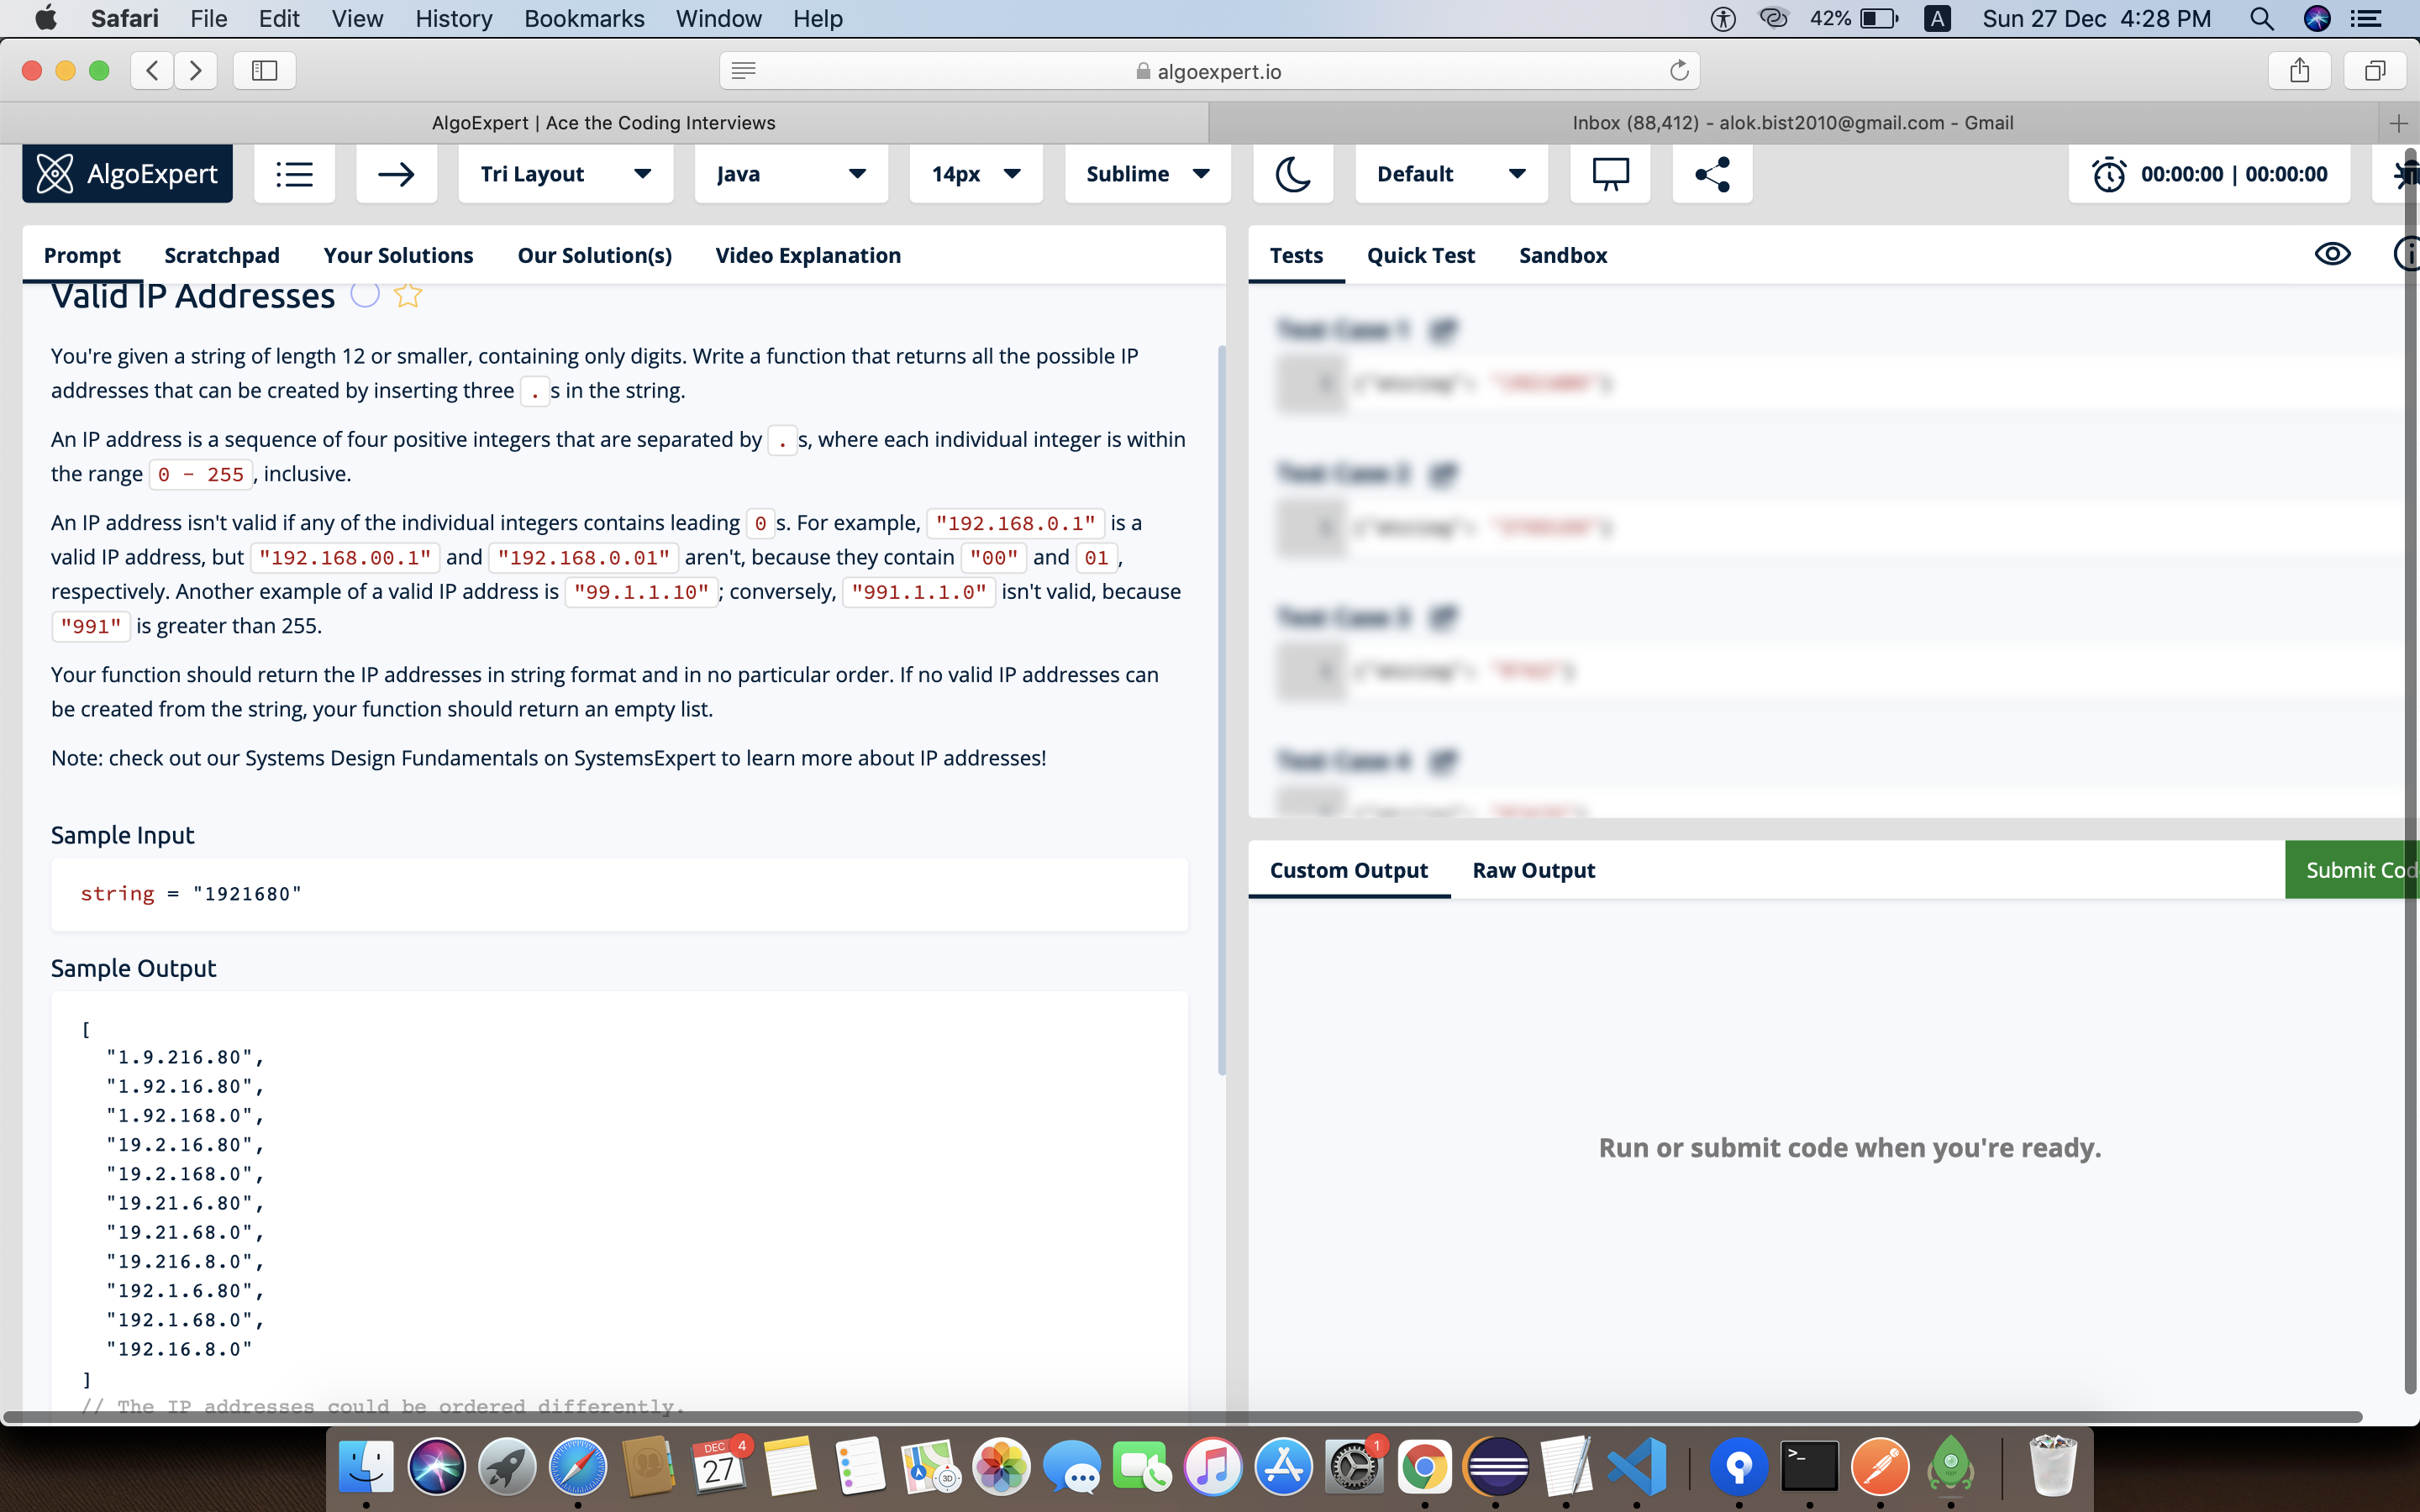 Safari File Edit View History Bookmarks Window Help 42% A Sun 27 Dec 4:28 PM
algoexpert.io
AlgoExpert | Ace the Coding Interviews
Inbox (88,412) - alok.bist2010@gmail.com - Gmail
AlgoExpert Tri Layout Java 14px Sublime Default 00:00:00 | 00:00:00
Prompt Scratchpad Your Solutions Our Solution(s) Video Explanation
Valid IP Addresses
You're given a string of length 12 or smaller, containing only digits. Write a function that returns all the possible IP
addresses that can be created by inserting three . s in the string.
An IP address is a sequence of four positive integers that are separated by . s, where each individual integer is within
the range 0 - 255 , inclusive.
An IP address isn't valid if any of the individual integers contains leading 0 s. For example, "192.168.0.1" is a
valid IP address, but "192.168.00.1" and "192.168.0.01" aren't, because they contain "00" and 01 ,
respectively. Another example of a valid IP address is "99.1.1.10" ; conversely, "991.1.1.0" isn't valid, because
"991" is greater than 255.
Your function should return the IP addresses in string format and in no particular order. If no valid IP addresses can
be created from the string, your function should return an empty list.
Note: check out our Systems Design Fundamentals on SystemsExpert to learn more about IP addresses!
Sample Input
string = "1921680"
Sample Output
[
"1.9.216.80",
"1.92.16.80",
"1.92.168.0",
"19.2.16.80",
"19.2.168.0",
"19.21.6.80",
"19.21.68.0",
"19.216.8.0",
"192.1.6.80",
"192.1.68.0",
"192.16.8.0"
]
// The IP addresses could be ordered differently.
Tests Quick Test Sandbox
Test Case 1
Test Case 2
Test Case 3
Test Case 4
Custom Output Raw Output Submit Cod
Run or submit code when you're ready.
DEC 4
27
3D
1
>_